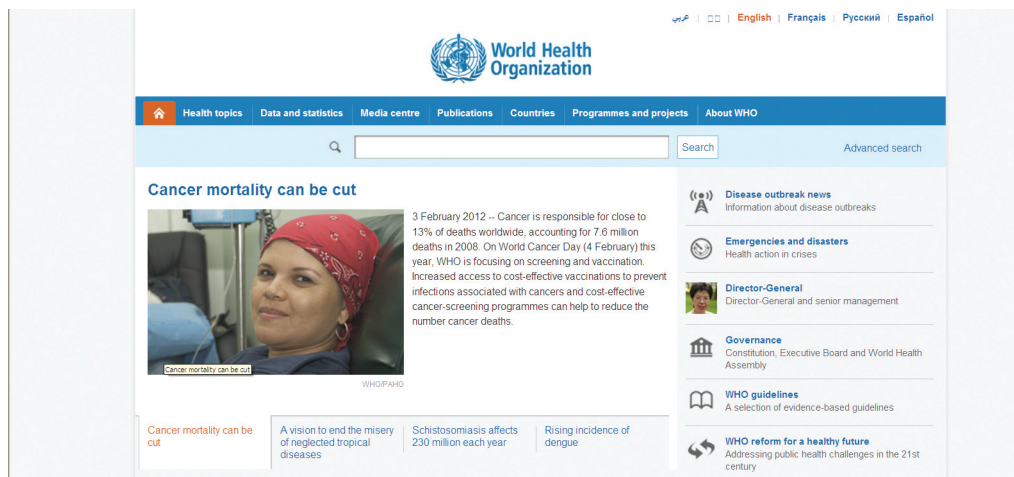 عربي | | English | Français | Русский | Español
World Health
Organization
Health topics Data and statistics Media centre Publications Countries Programmes and projects About WHO
Search Advanced search
Cancer mortality can be cut
3 February 2012 -- Cancer is responsible for close to
13% of deaths worldwide, accounting for 7.6 million
deaths in 2008. On World Cancer Day (4 February) this
year, WHO is focusing on screening and vaccination.
Increased access to cost-effective vaccinations to prevent
infections associated with cancers and cost-effective
cancer-screening programmes can help to reduce the
number cancer deaths.
Cancer mortality can be cut
WHO/PAHO
Cancer mortality can be
cut
A vision to end the misery
of neglected tropical
diseases
Schistosomiasis affects
230 million each year
Rising incidence of
dengue
Disease outbreak news
Information about disease outbreaks
Emergencies and disasters
Health action in crises
Director-General
Director-General and senior management
Governance
Constitution, Executive Board and World Health
Assembly
WHO guidelines
A selection of evidence-based guidelines
WHO reform for a healthy future
Addressing public health challenges in the 21st
century